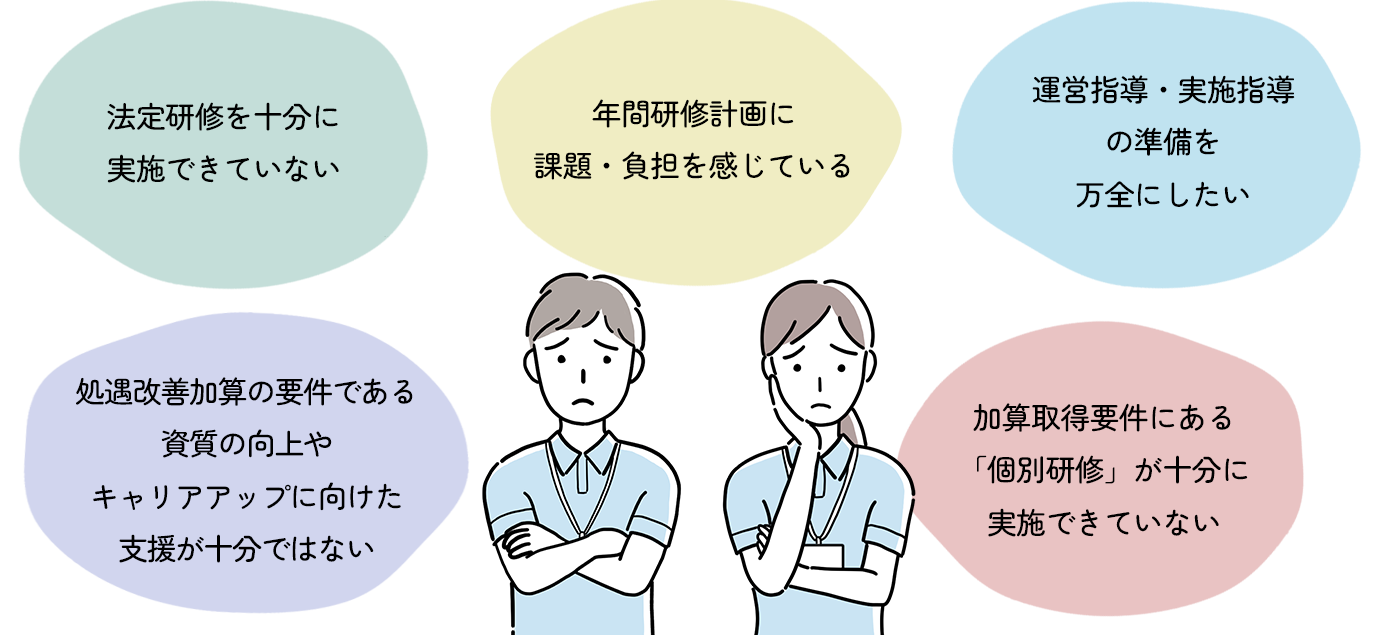 法定研修を十分に
実施できていない
年間研修計画に
課題・負担を感じている
運営指導・実施指導
の準備を
万全にしたい
処遇改善加算の要件である
資質の向上や
キャリアアップに向けた
支援が十分ではない
加算取得要件にある
「個別研修」が十分に
実施できていない